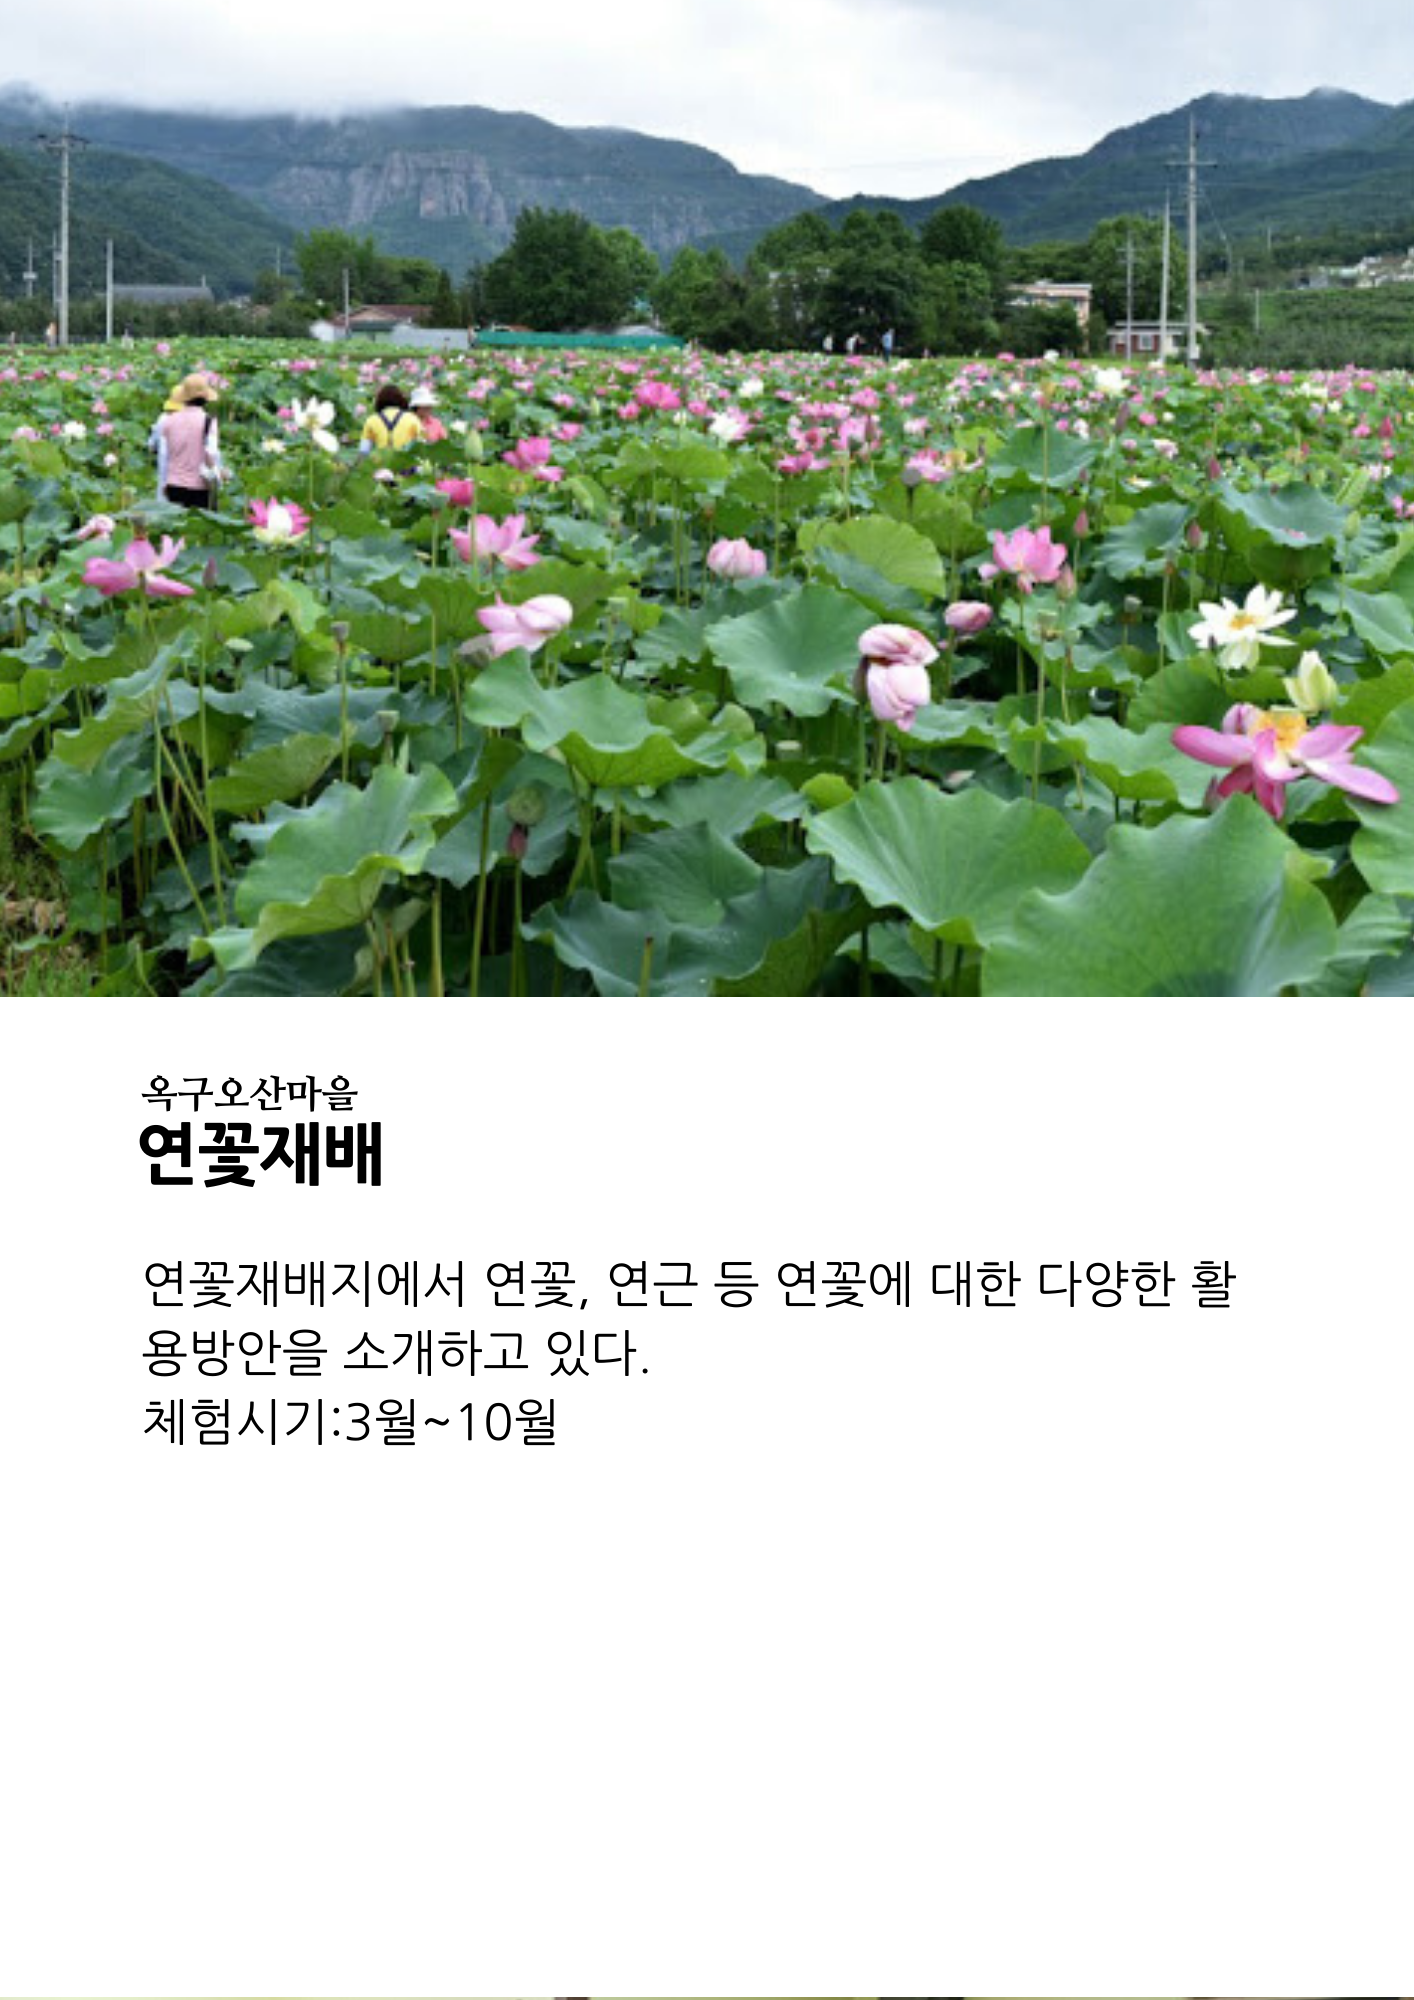 옥구오산마을
연꽃재배
연꽃재배지에서 연꽃, 연근 등 연꽃에 대한 다양한 활
용방안을 소개하고 있다.
체험시기:3월~10월